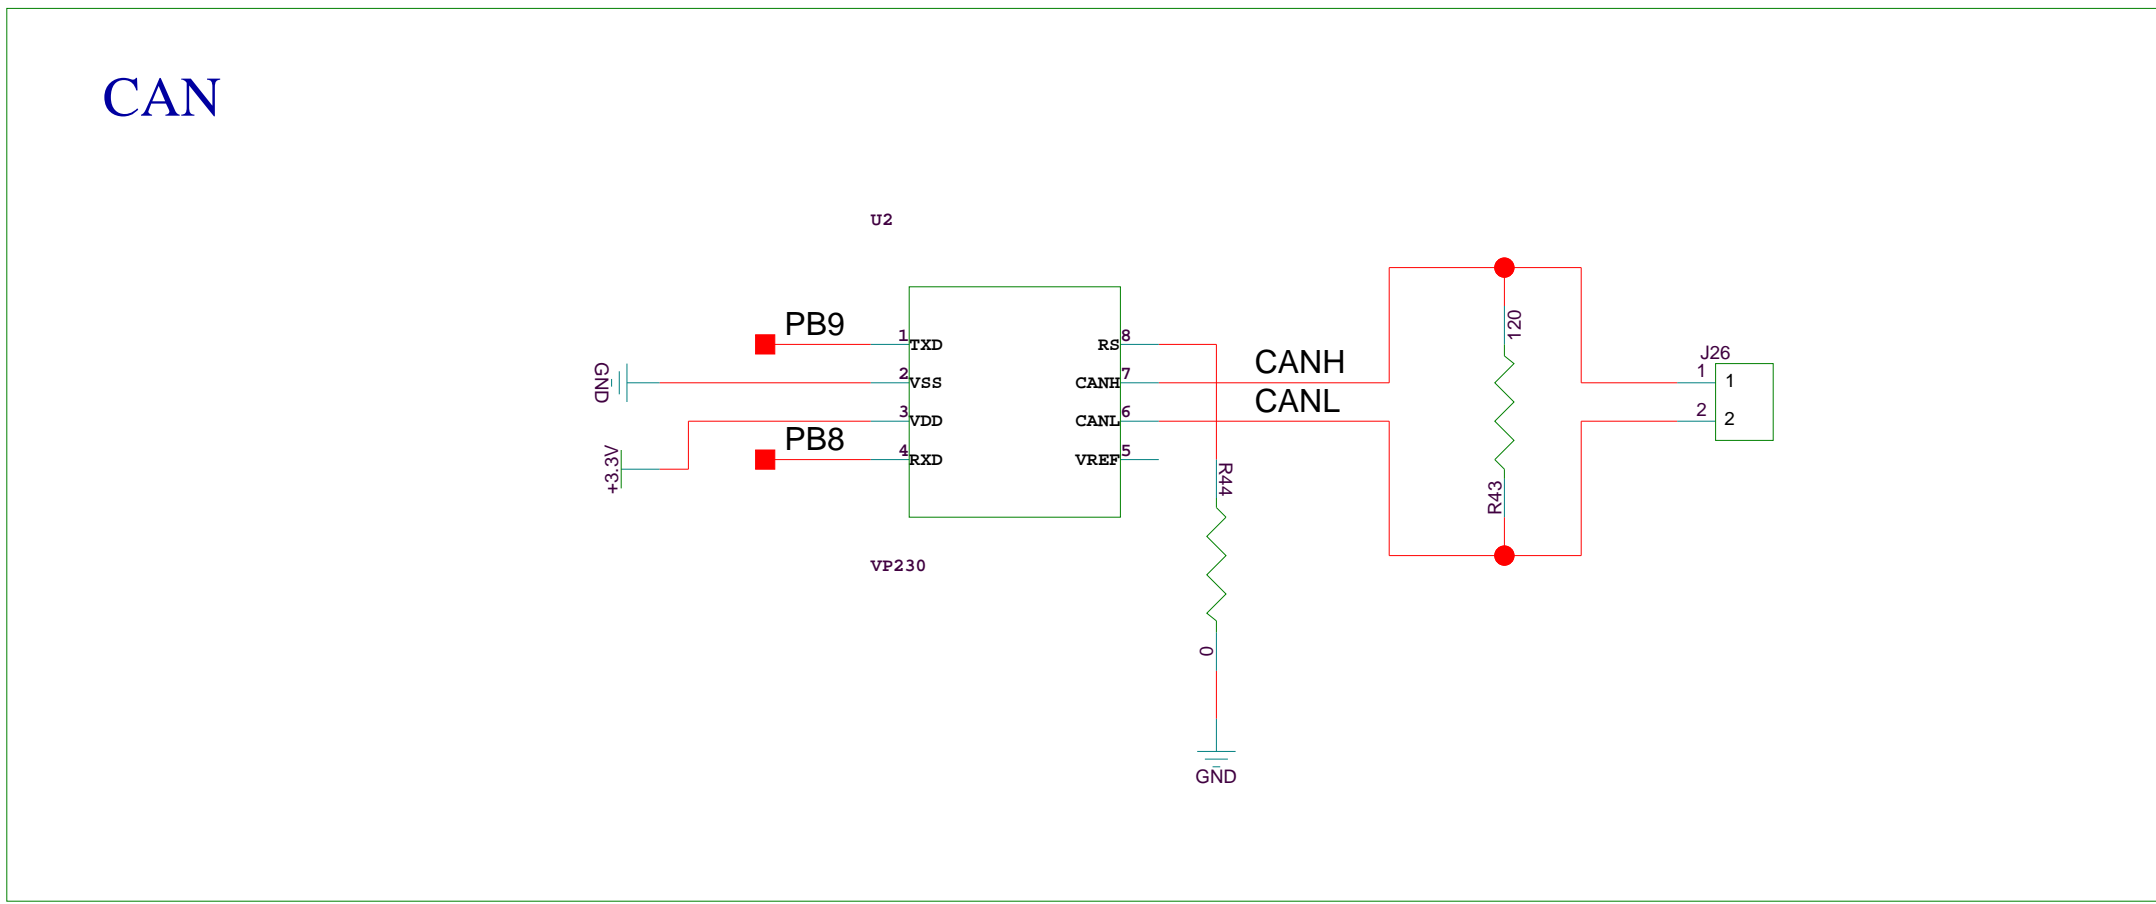 CAN
U2
PB9
1 TXD
GND
2 VSS
3 VDD
+3.3V
PB8
4 RXD
RS 8
CANH 7
CANL 6
VREF 5
VP230
CANH
CANL
R44
0
GND
120
R43
J26
1 1
2 2